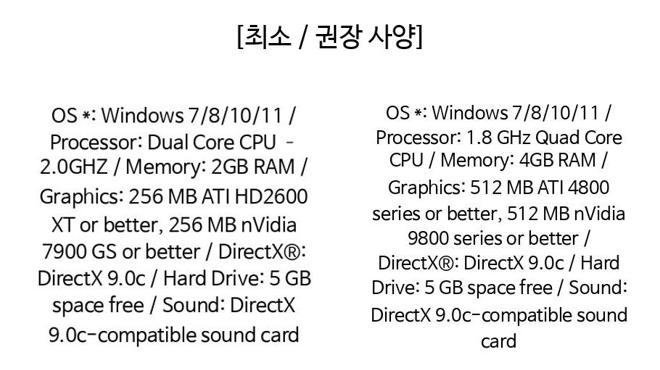 [최소 / 권장 사양]
OS *: Windows 7/8/10/11 /
Processor: Dual Core CPU -
2.0GHZ / Memory: 2GB RAM /
Graphics: 256 MB ATI HD2600
XT or better, 256 MB nVidia
7900 GS or better / DirectX®:
DirectX 9.0c / Hard Drive: 5 GB
space free / Sound: DirectX
9.0c-compatible sound card
OS *: Windows 7/8/10/11 /
Processor: 1.8 GHz Quad Core
CPU / Memory: 4GB RAM /
Graphics: 512 MB ATI 4800
series or better, 512 MB nVidia
9800 series or better /
DirectX®: DirectX 9.0c / Hard
Drive: 5 GB space free / Sound:
DirectX 9.0c-compatible sound
card